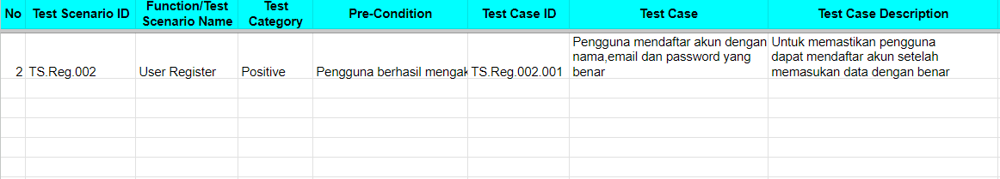 No Test Scenario ID Function/Test Scenario Name Test Category Pre-Condition Test Case ID Test Case Test Case Description
2 TS.Reg.002 User Register Positive Pengguna berhasil mengak TS.Reg.002.001 Pengguna mendaftar akun dengan nama,email dan password yang benar Untuk memastikan pengguna dapat mendaftar akun setelah memasukan data dengan benar